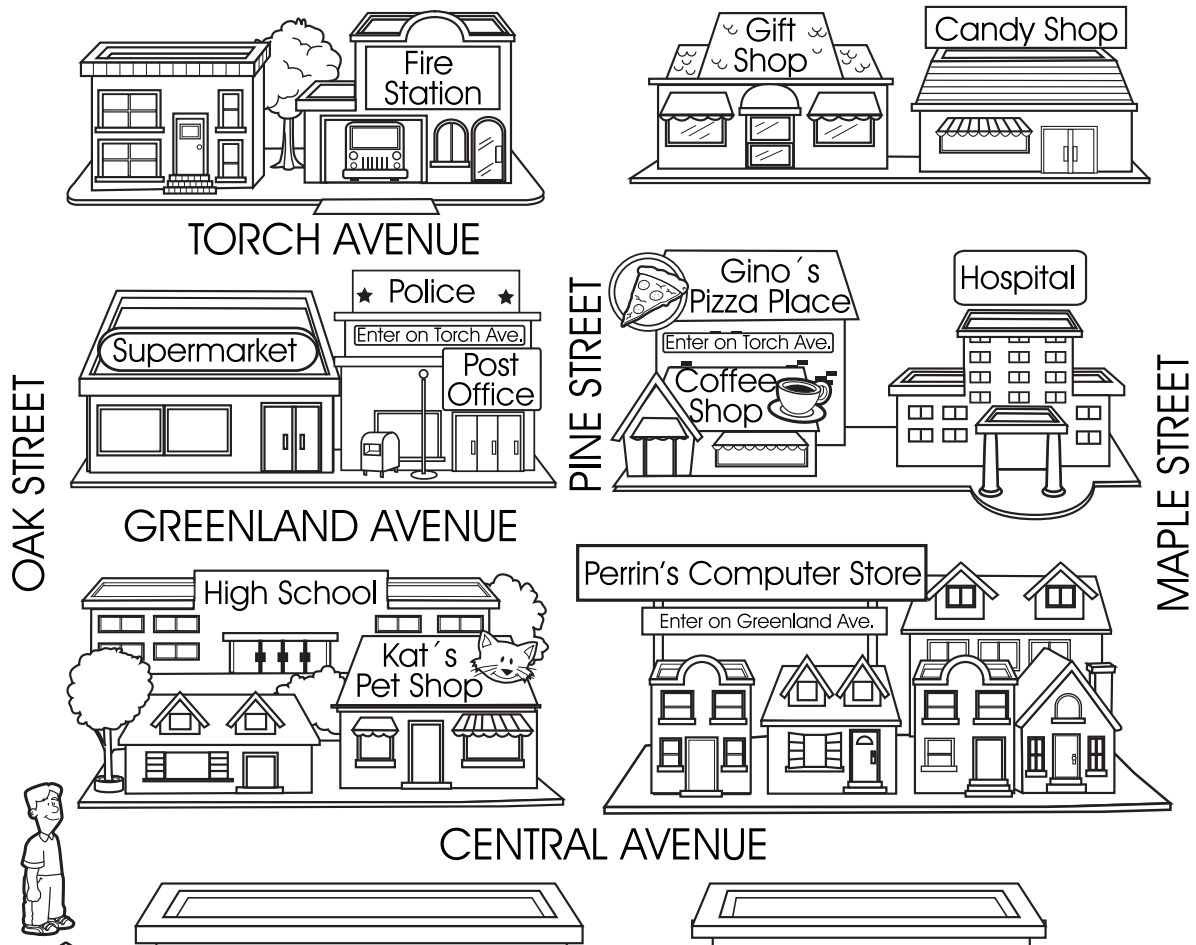 Fire
Station
Gift
Shop
Candy Shop
TORCH AVENUE
Police
Enter on Torch Ave.
Supermarket
Post
Office
PINE STREET
Gino´s
Pizza Place
Enter on Torch Ave.
Coffee
Shop
Hospital
OAK STREET
MAPLE STREET
GREENLAND AVENUE
High School
Kat´s
Pet Shop
Perrin's Computer Store
Enter on Greenland Ave.
CENTRAL AVENUE